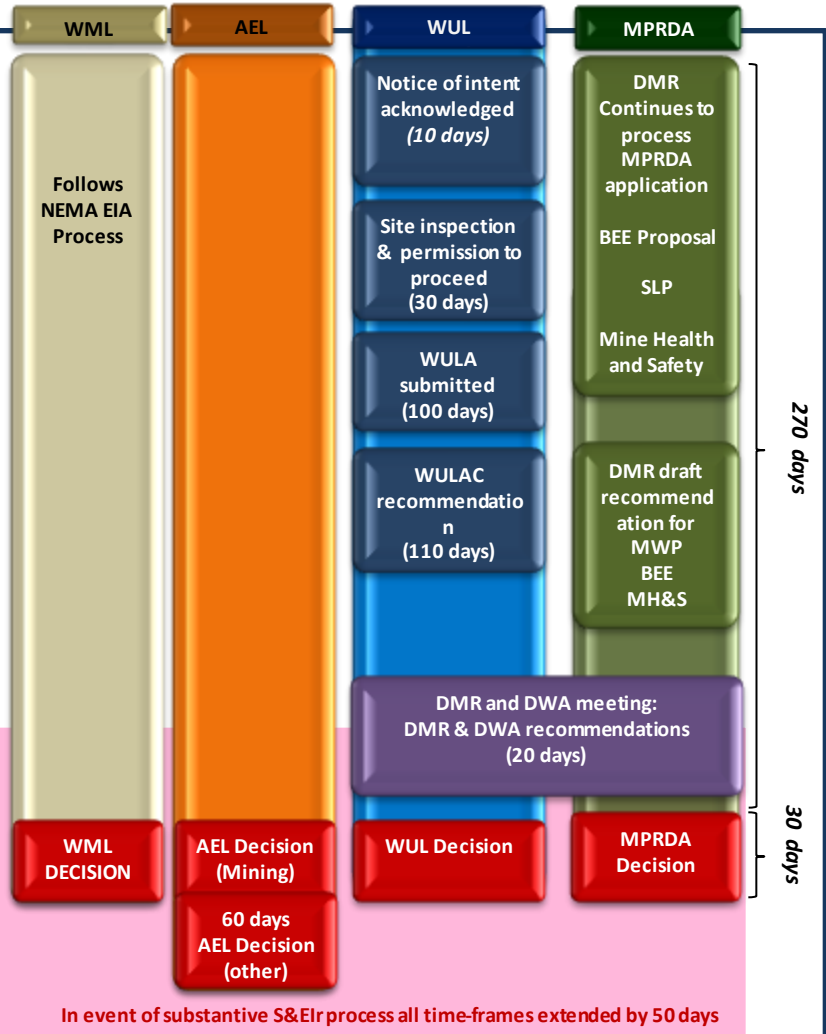 WML
AEL
WUL
MPRDA
Follows
NEMA EIA
Process
Notice of intent
acknowledged
(10 days)
Site inspection
& permission to
proceed
(30 days)
WULA
submitted
(100 days)
WULAC
recommendatio
n
(110 days)
DMR
Continues to
process
MPRDA
application
BEE Proposal
SLP
Mine Health
and Safety
DMR draft
recommend
ation for
MWP
BEE
MH&S
270 days
DMR and DWA meeting:
DMR & DWA recommendations
(20 days)
WML
DECISION
AEL Decision
(Mining)
WUL Decision
MPRDA
Decision
30 days
60 days
AEL Decision
(other)
In event of substantive S&EIr process all time-frames extended by 50 days